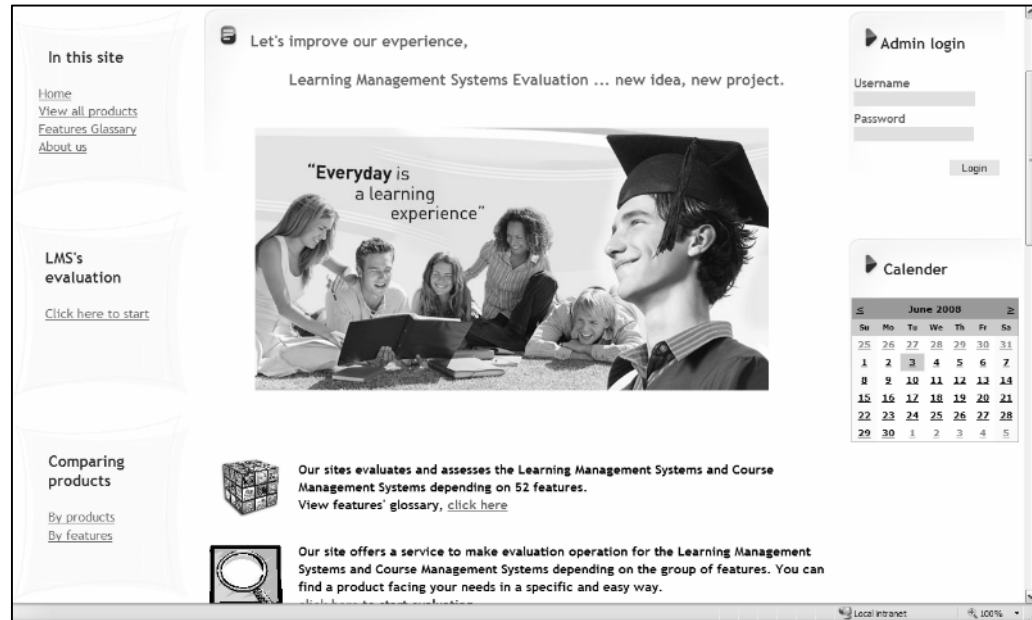 In this site
Home
View all products
Features Glassary
About us
LMS's
evaluation
Click here to start
Comparing
products
By products
By features
Let's improve our evperience,
Learning Management Systems Evaluation ... new idea, new project.
"Everyday is
a learning
experience"
Our sites evaluates and assesses the Learning Management Systems and Course
Management Systems depending on 52 features.
View features' glossary, click here
Our site offers a service to make evaluation operation for the Learning Management
Systems and Course Management Systems depending on the group of features. You can
find a product facing your needs in a specific and easy way.
click here to start evaluation
Admin login
Username
Password
Login
Calender
< June 2008 >
Su Mo Tu We Th Fr Sa
25 26 27 28 29 30 31
1 2 3 4 5 6 7
8 9 10 11 12 13 14
15 16 17 18 19 20 21
22 23 24 25 26 27 28
29 30 1 2 3 4 5
Local intranet
100%